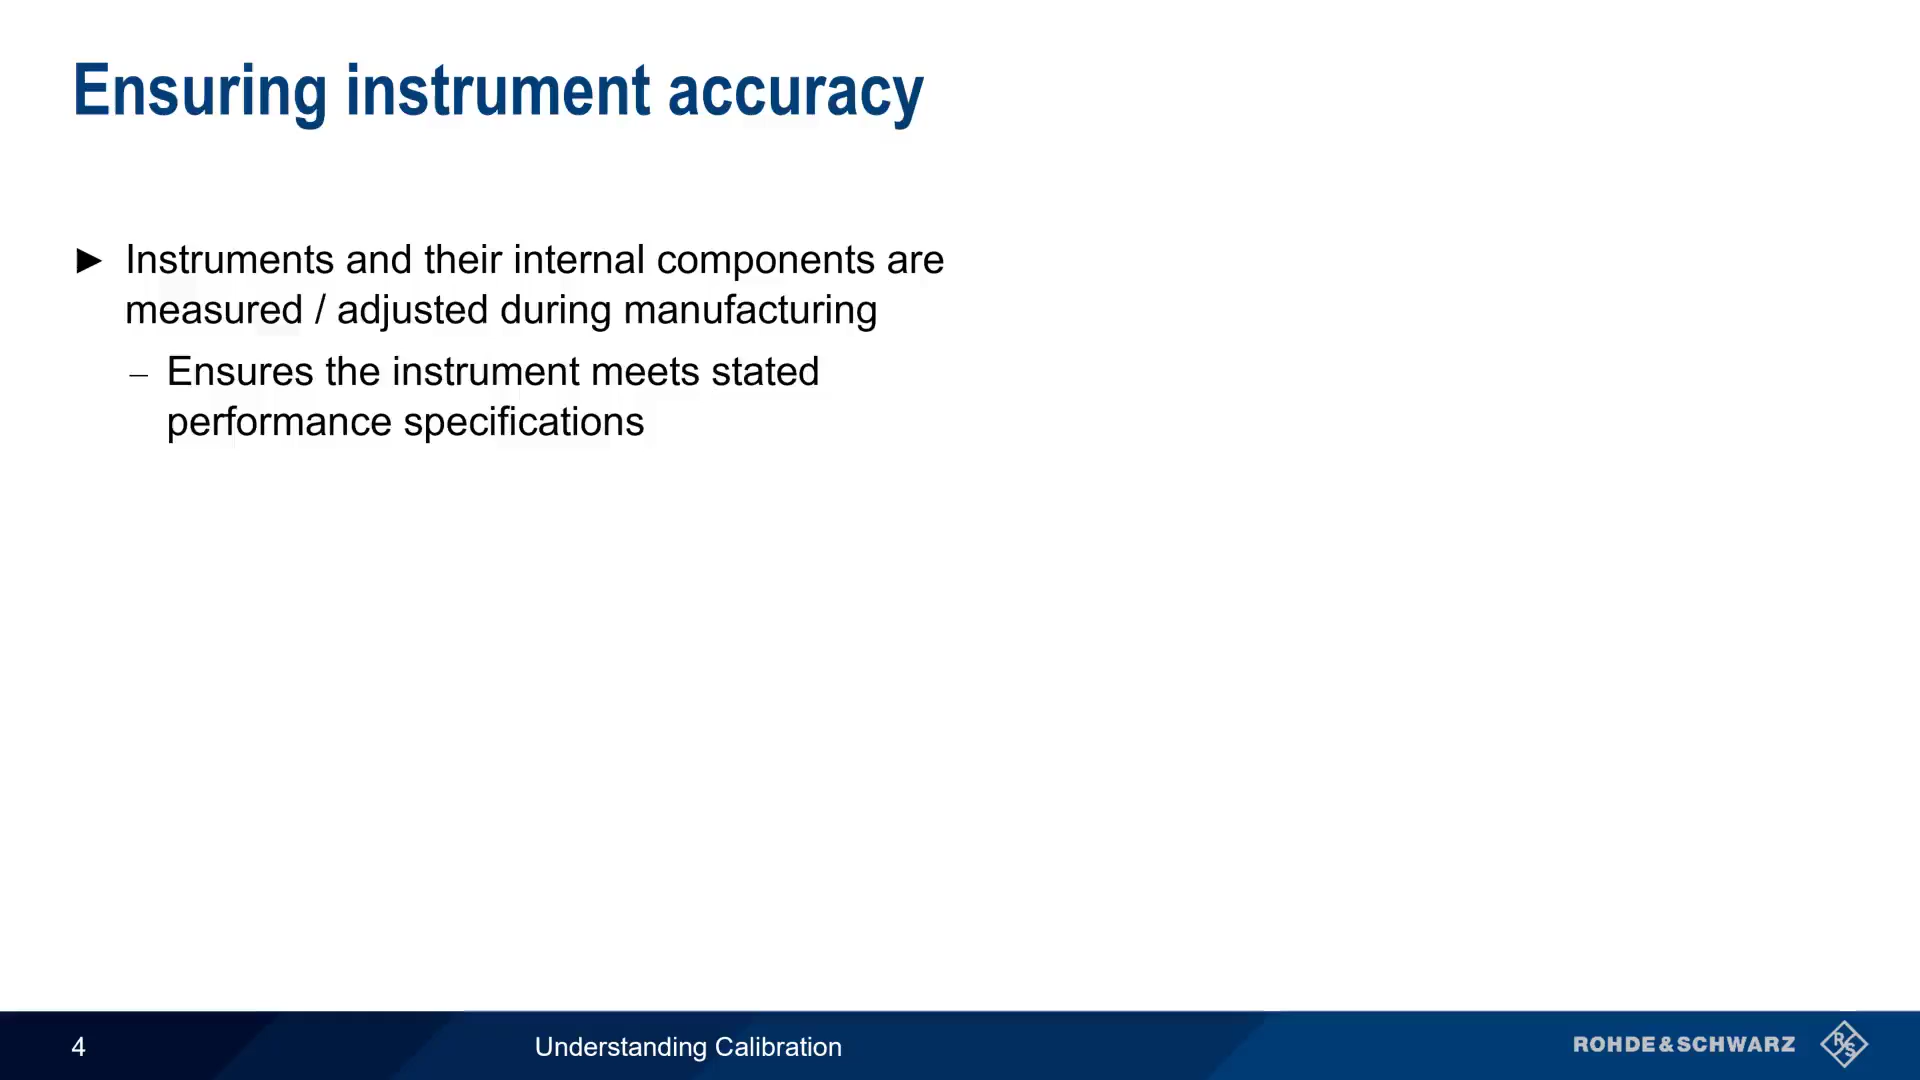 Ensuring instrument accuracy
► Instruments and their internal components are
measured / adjusted during manufacturing
– Ensures the instrument meets stated
performance specifications
4
Understanding Calibration
ROHDE&SCHWARZ
R
S